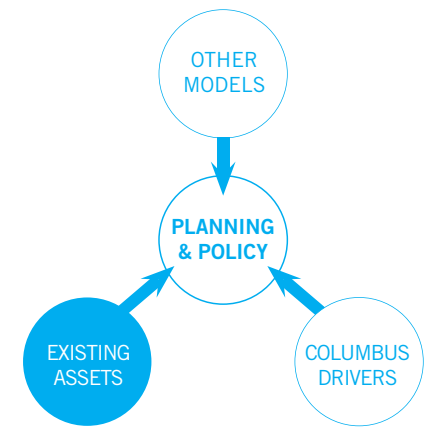 OTHER
MODELS
PLANNING
& POLICY
EXISTING
ASSETS
COLUMBUS
DRIVERS